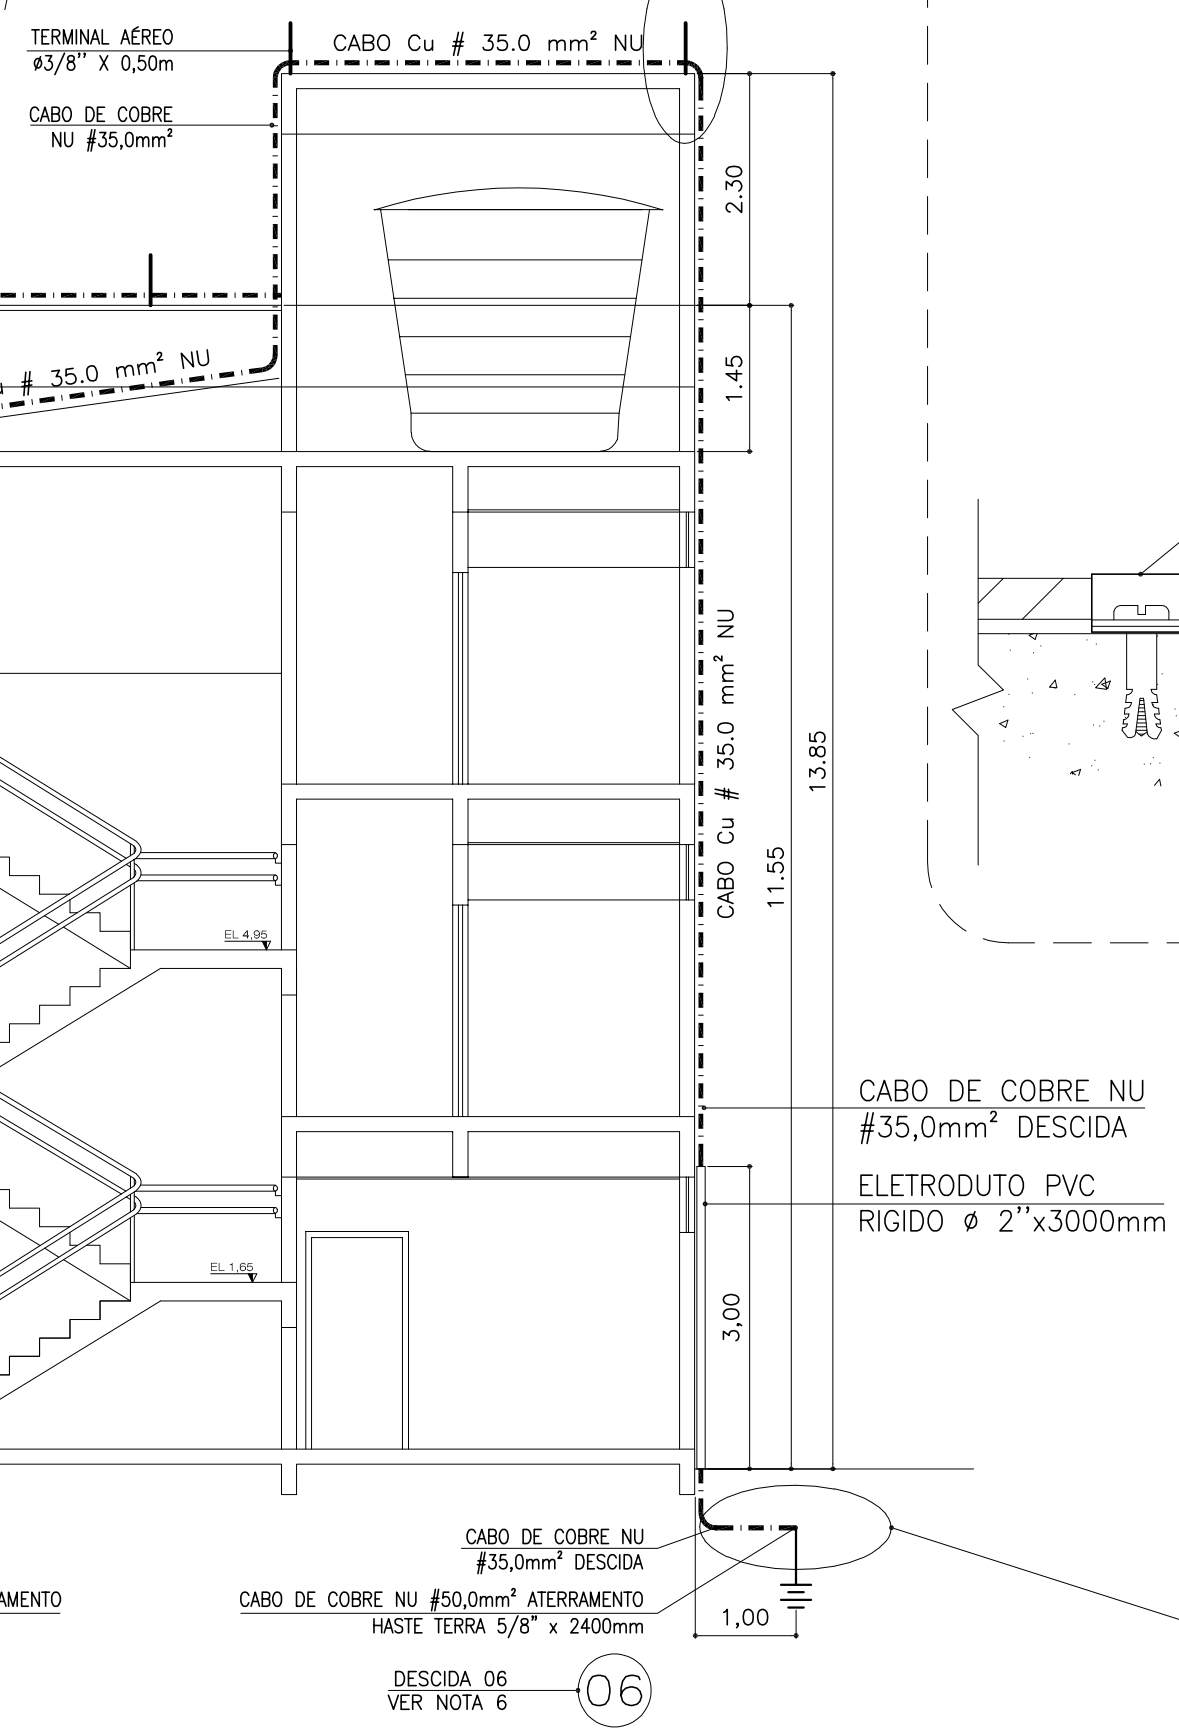 TERMINAL AÉREO
ø3/8'' X 0,50m
CABO Cu # 35.0 mm² NU
CABO DE COBRE
NU #35,0mm²
2.30
# 35.0 mm² NU
1.45
CABO Cu # 35.0 mm² NU
13.85
11.55
EL 4,95
CABO DE COBRE NU
#35,0mm² DESCIDA
ELETRODUTO PVC
RIGIDO ø 2''x3000mm
EL 1,65
3,00
CABO DE COBRE NU
#35,0mm² DESCIDA
AMENTO
CABO DE COBRE NU #50,0mm² ATERRAMENTO
HASTE TERRA 5/8" x 2400mm
1,00
DESCIDA 06
VER NOTA 6
06